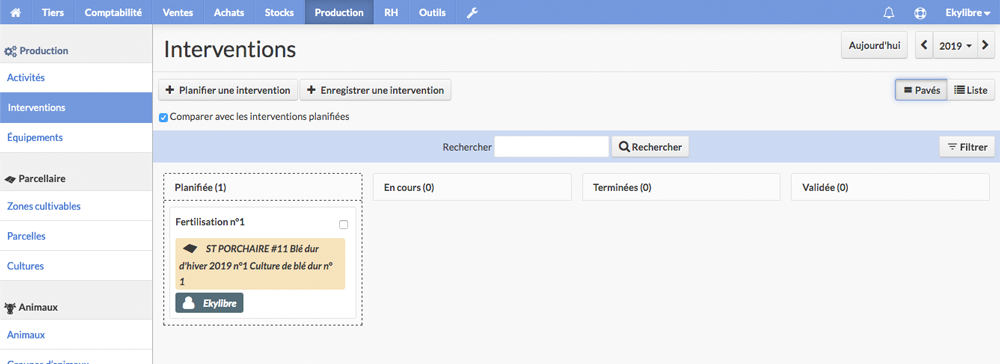 Tiers Comptabilité Ventes Achats Stocks Production RH Outils Ekylibre
Production
Activités
Interventions
Équipements
Parcellaire
Zones cultivables
Parcelles
Cultures
Animaux
Animaux
Groupes d'animaux
Interventions
Aujourd'hui
2019
Planifier une intervention
Enregistrer une intervention
Pavés
Liste
Comparer avec les interventions planifiées
Rechercher
Rechercher
Filtrer
Planifiée (1)
En cours (0)
Terminées (0)
Validée (0)
Fertilisation n°1
ST PORCHAIRE #11 Blé dur
d'hiver 2019 n°1 Culture de blé dur n°
1
Ekylibre